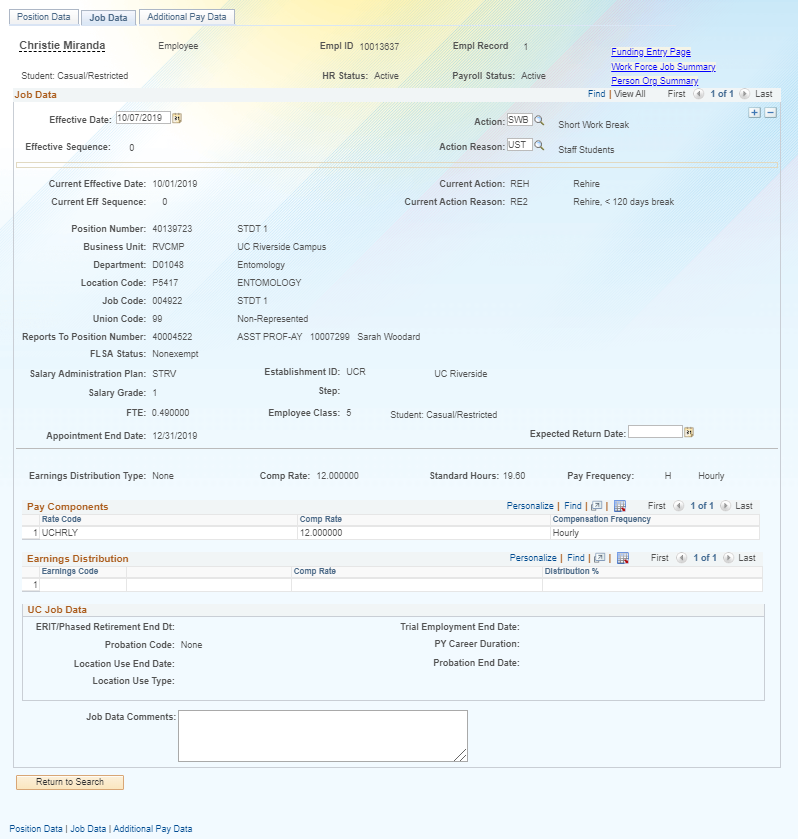 Position Data Job Data Additional Pay Data
Christie Miranda Employee Empl ID 10013637 Empl Record 1
Funding Entry Page
Work Force Job Summary
Student: Casual/Restricted HR Status: Active Payroll Status: Active
Person Org Summary
Job Data Find | View All First 1 of 1 Last
Effective Date: 10/07/2019 Action: SWB Short Work Break
Effective Sequence: 0 Action Reason: UST Staff Students
Current Effective Date: 10/01/2019 Current Action: REH Rehire
Current Eff Sequence: 0 Current Action Reason: RE2 Rehire, < 120 days break
Position Number: 40139723 STDT 1
Business Unit: RVCMP UC Riverside Campus
Department: D01048 Entomology
Location Code: P5417 ENTOMOLOGY
Job Code: 004922 STDT 1
Union Code: 99 Non-Represented
Reports To Position Number: 40004522 ASST PROF-AY 10007299 Sarah Woodard
FLSA Status: Nonexempt
Salary Administration Plan: STRV Establishment ID: UCR UC Riverside
Salary Grade: 1 Step:
FTE: 0.490000 Employee Class: 5 Student: Casual/Restricted
Appointment End Date: 12/31/2019 Expected Return Date:
Earnings Distribution Type: None Comp Rate: 12.000000 Standard Hours: 19.60 Pay Frequency: H Hourly
Pay Components Personalize | Find | | First 1 of 1 Last
Rate Code Comp Rate Compensation Frequency
1 UCHRLY 12.000000 Hourly
Earnings Distribution Personalize | Find | | First 1 of 1 Last
Earnings Code Comp Rate Distribution %
1
UC Job Data
ERIT/Phased Retirement End Dt: Trial Employment End Date:
Probation Code: None PY Career Duration:
Location Use End Date: Probation End Date:
Location Use Type:
Job Data Comments:
Return to Search
Position Data | Job Data | Additional Pay Data